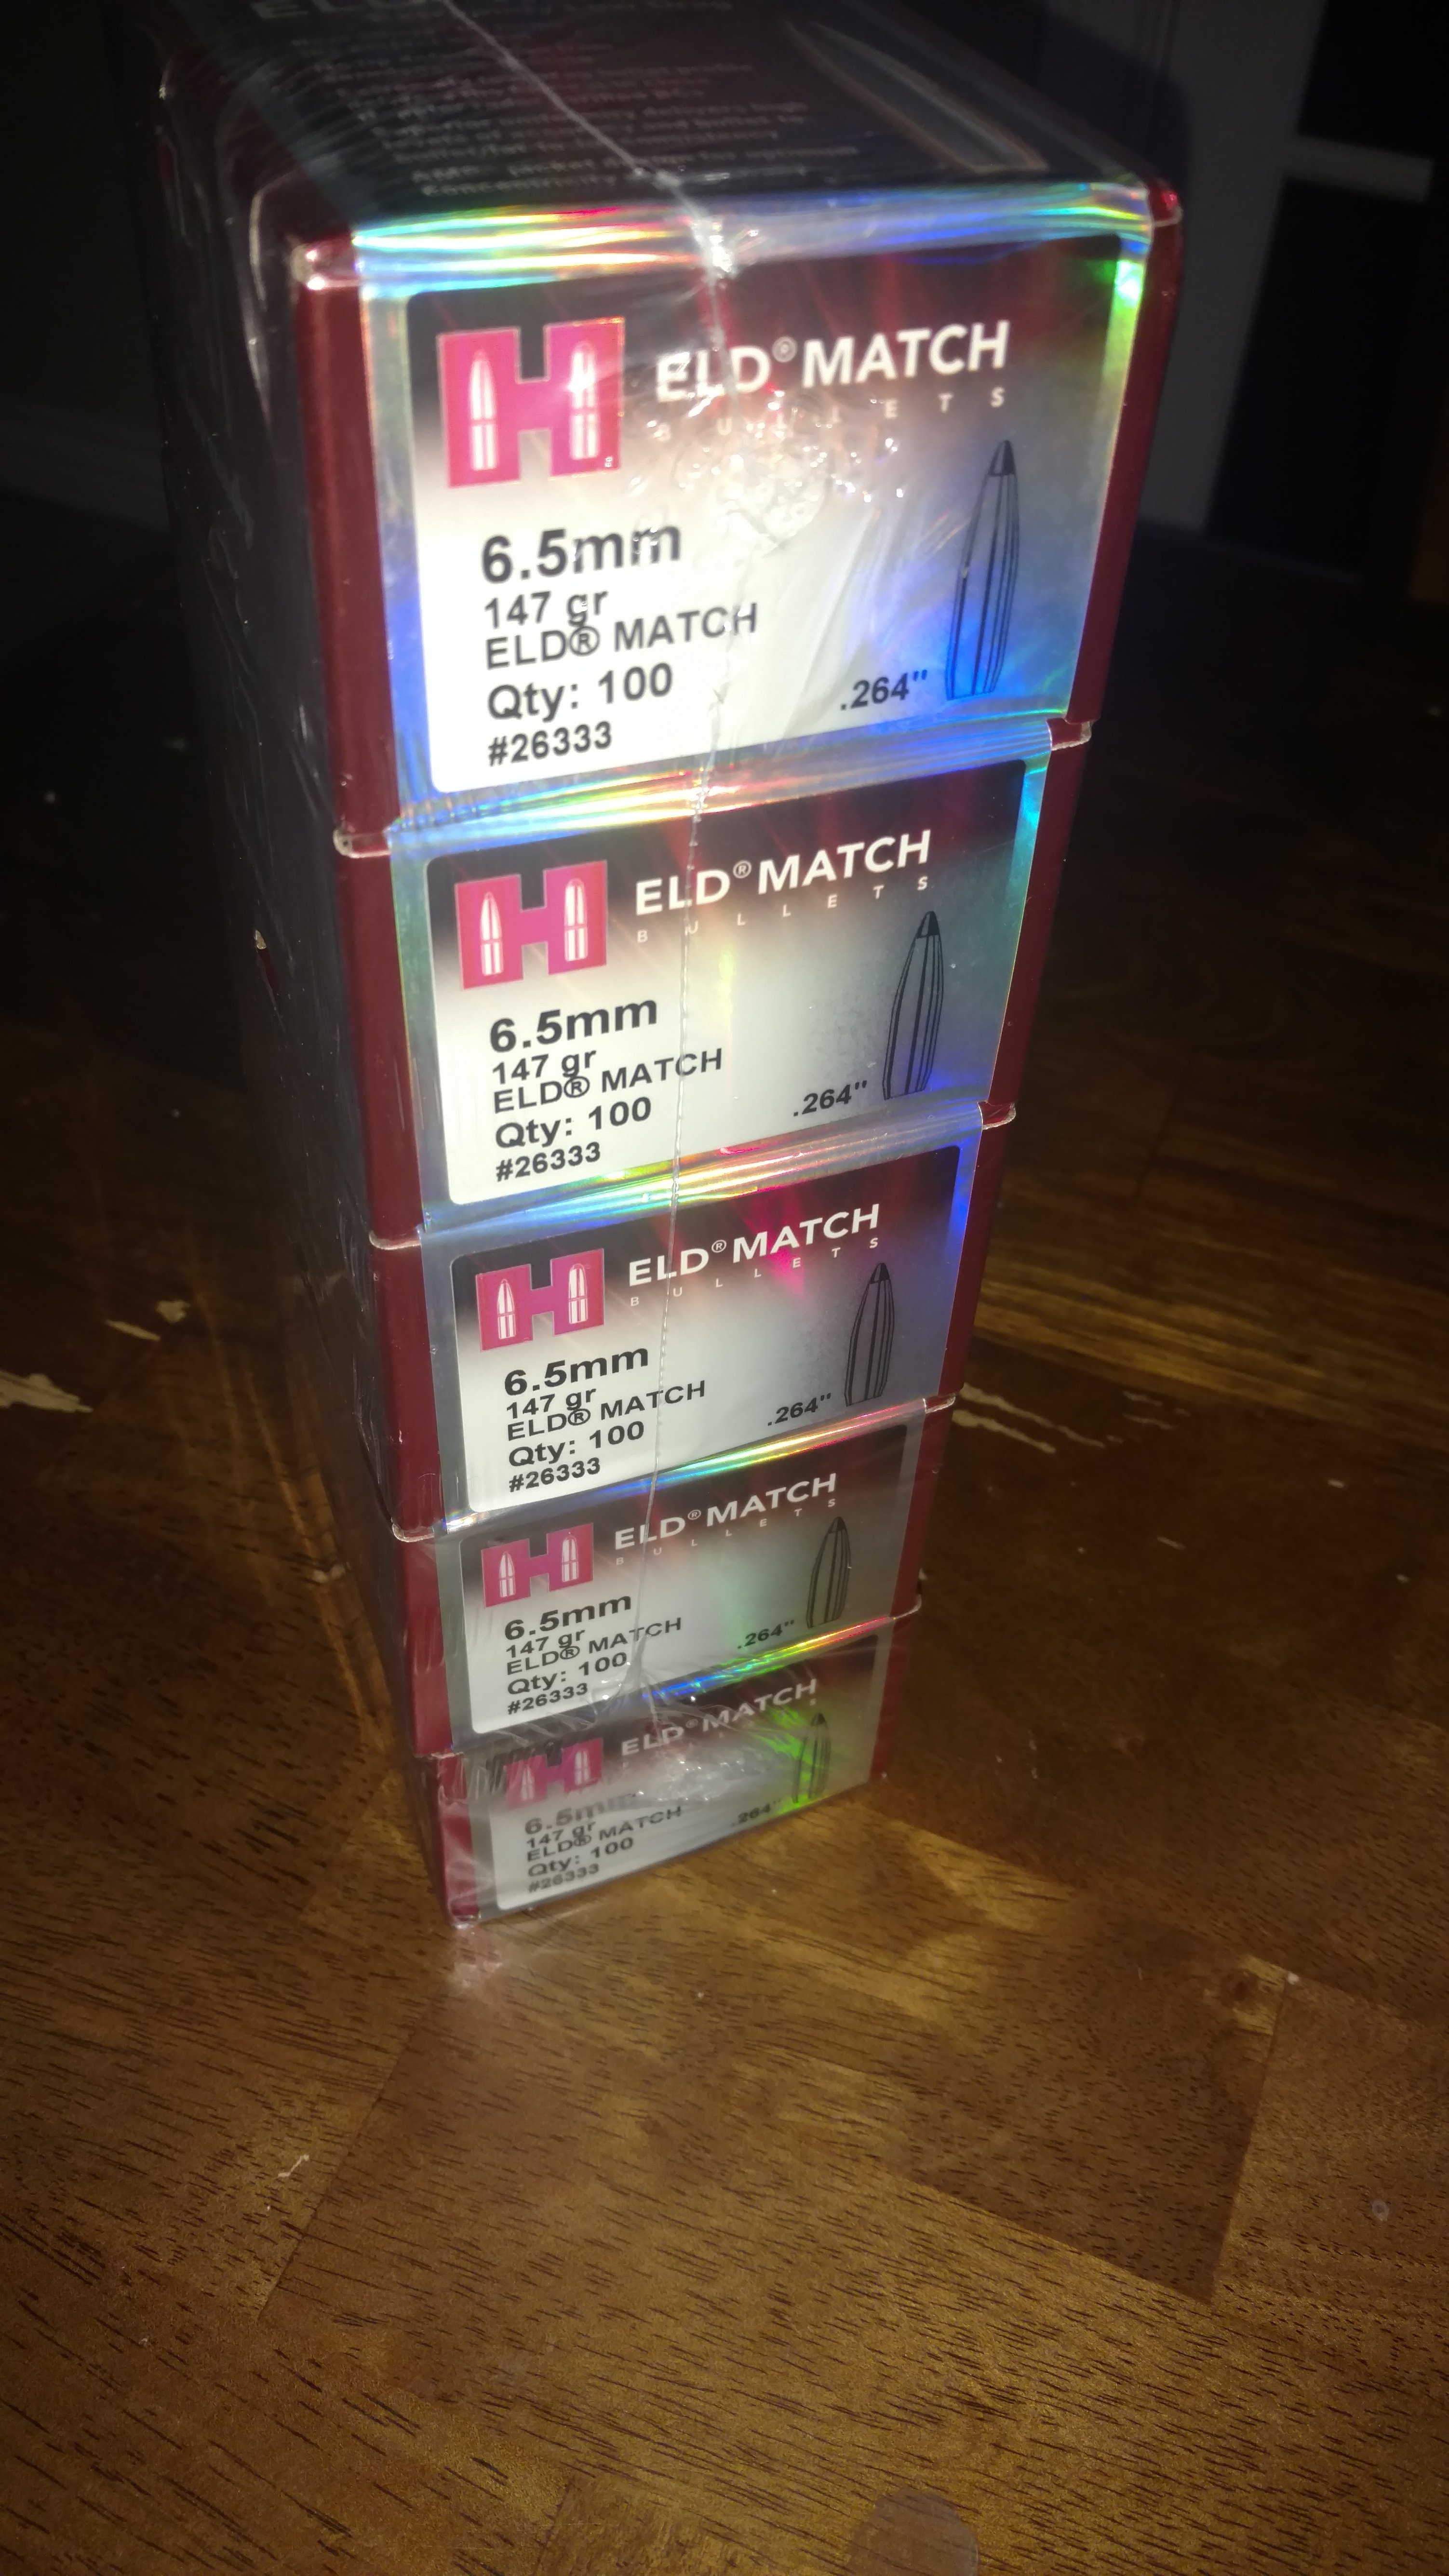 ELD
ELD® MATCH
BULLETS
6.5mm
147 gr
ELD® MATCH
Qty: 100
#26333
.264"
ELD® MATCH
BULLETS
6.5mm
147 gr
ELD® MATCH
Qty: 100
#26333
.264"
ELD® MATCH
BULLETS
6.5mm
147 gr
ELD® MATCH
Qty: 100
#26333
.264"
ELD® MATCH
BULLETS
6.5mm
147 gr
ELD® MATCH
Qty: 100
#26333
.264"
ELD® MATCH
6.5mm
147 gr
ELD® MATCH
Qty: 100
#26333
.264"